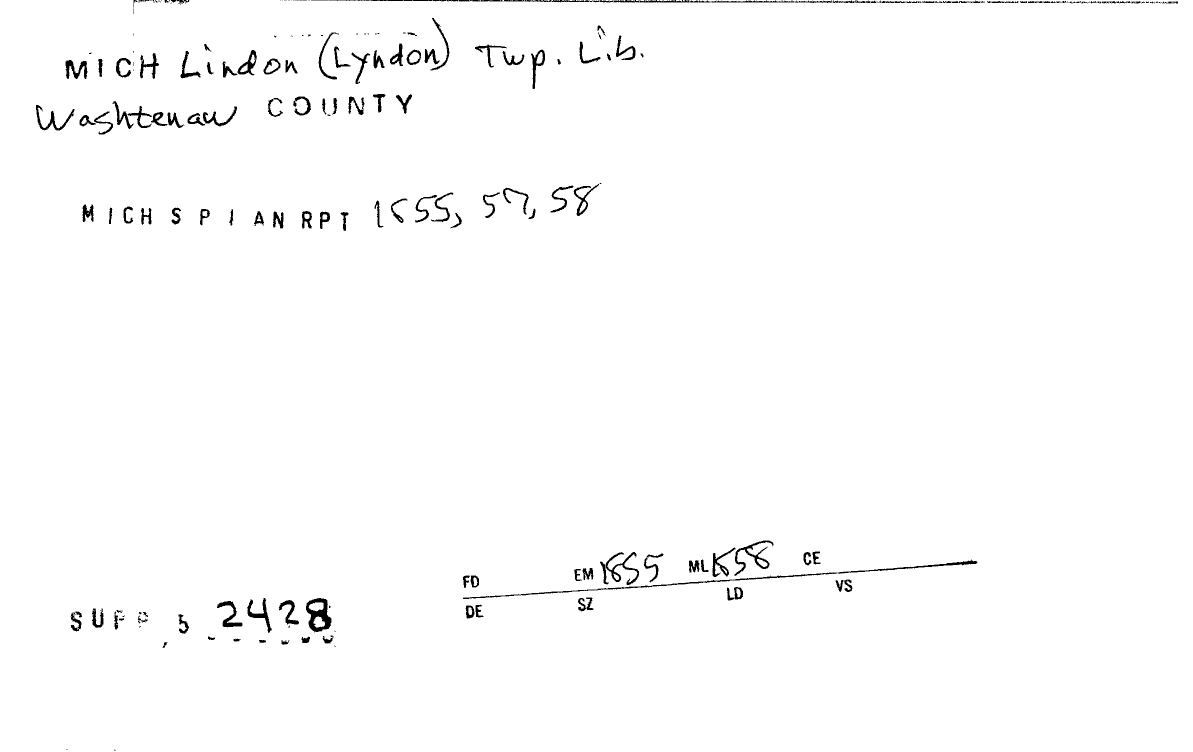 MICH Lindon (Lyndon) Twp. Lib.
Washtenaw COUNTY
MICH S P I AN RPT 1855, 57, 58
FD EM 1855 ML 1858 CE
DE SZ LD VS
SUPP 5 2428